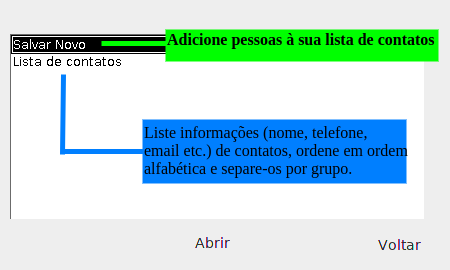 Salvar Novo
Adicione pessoas à sua lista de contatos
Lista de contatos
Liste informações (nome, telefone,
email etc.) de contatos, ordene em ordem
alfabética e separe-os por grupo.
Abrir
Voltar